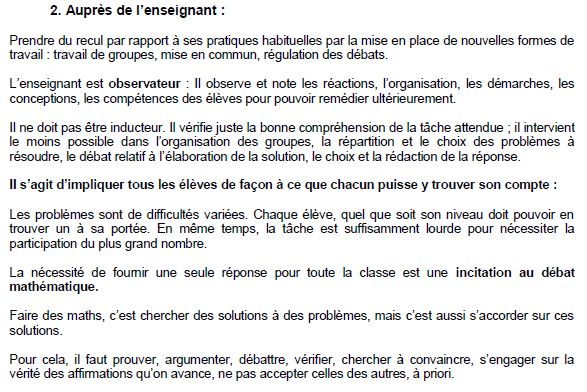 2. Auprès de l’enseignant :
Prendre du recul par rapport à ses pratiques habituelles par la mise en place de nouvelles formes de
travail : travail de groupes, mise en commun, régulation des débats.
L’enseignant est observateur : Il observe et note les réactions, l’organisation, les démarches, les
conceptions, les compétences des élèves pour pouvoir remédier ultérieurement.
Il ne doit pas être inducteur. Il vérifie juste la bonne compréhension de la tâche attendue ; il intervient
le moins possible dans l’organisation des groupes, la répartition et le choix des problèmes à
résoudre, le débat relatif à l’élaboration de la solution, le choix et la rédaction de la réponse.
Il s’agit d’impliquer tous les élèves de façon à ce que chacun puisse y trouver son compte :
Les problèmes sont de difficultés variées. Chaque élève, quel que soit son niveau doit pouvoir en
trouver un à sa portée. En même temps, la tâche est suffisamment lourde pour nécessiter la
participation du plus grand nombre.
La nécessité de fournir une seule réponse pour toute la classe est une incitation au débat
mathématique.
Faire des maths, c’est chercher des solutions à des problèmes, mais c’est aussi s’accorder sur ces
solutions.
Pour cela, il faut prouver, argumenter, débattre, vérifier, chercher à convaincre, s’engager sur la
vérité des affirmations qu’on avance, ne pas accepter celles des autres, à priori.